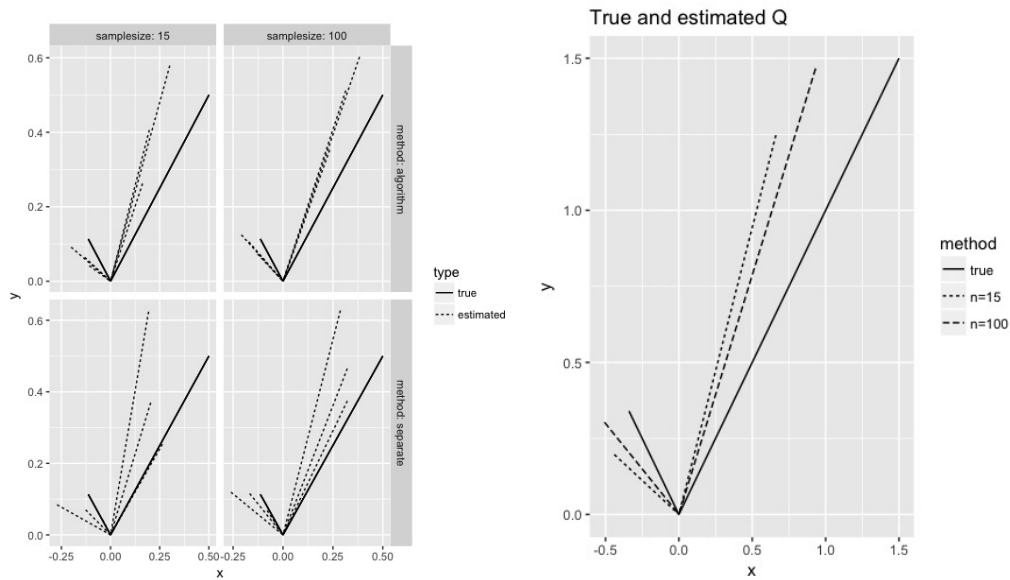 samplesize: 15
samplesize: 100
0.6
0.4
0.2
0.0
method: algorithm
0.6
0.4
0.2
0.0
method: separate
y
-0.25
0.00
0.25
0.50
-0.25
0.00
0.25
0.50
x
type
true
estimated
True and estimated Q
1.5
1.0
0.5
0.0
y
-0.5
0.0
0.5
1.0
1.5
x
method
true
n=15
n=100